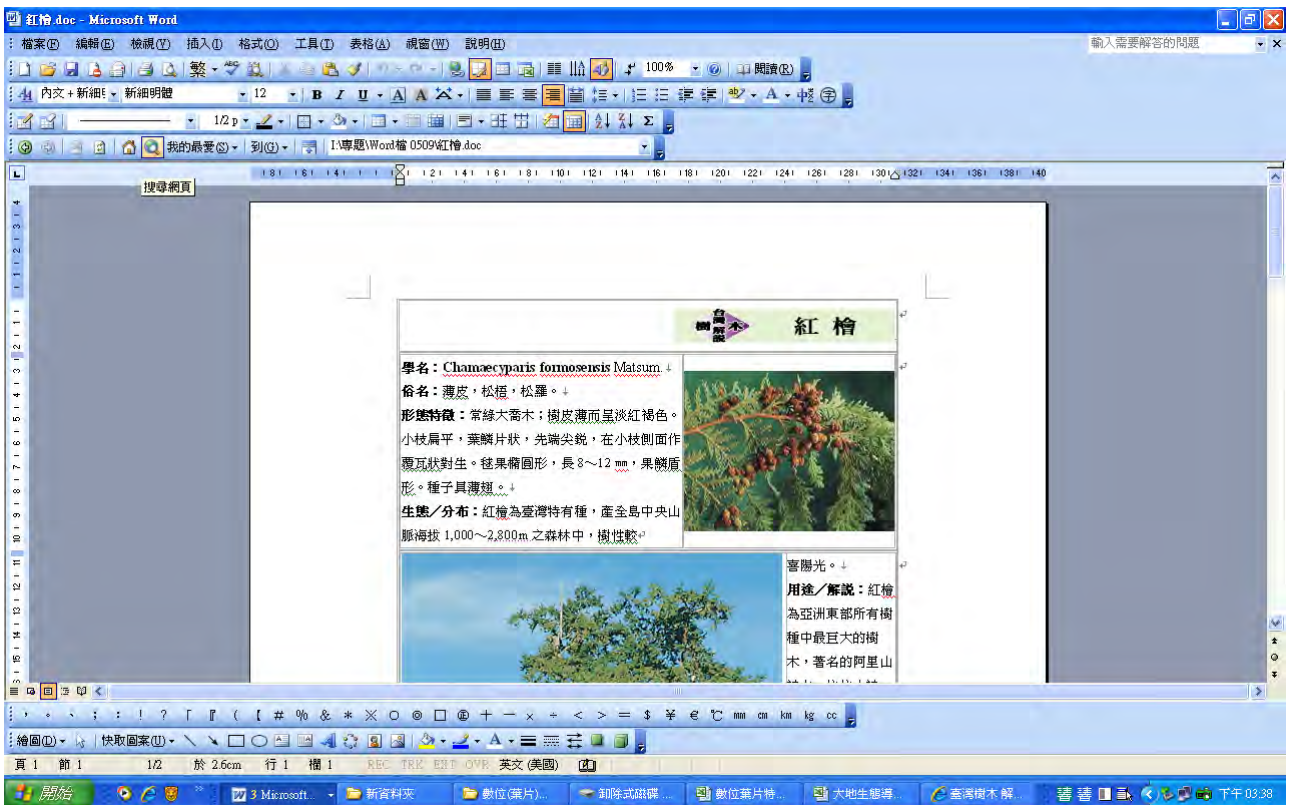 紅檜.doc - Microsoft Word
檔案(F) 編輯(E) 檢視(V) 插入(I) 格式(O) 工具(T) 表格(A) 視窗(W) 說明(H) 輸入需要解答的問題
繁 100% 閱讀(R)
內文 + 新細 新細明體 12 B I U A A A
1/2 p Σ
我的最愛(S) 到(G) I:\專題\Word檔 0509\紅檜.doc
搜尋網頁
台灣解說
樹 木
紅 檜
學名：Chamaecyparis formosensis Matsum.
俗名：薄皮，松梧，松羅。
形態特徵：常綠大喬木；樹皮薄而呈淡紅褐色。
小枝扁平，葉鱗片狀，先端尖銳，在小枝側面作
覆瓦狀對生。毬果橢圓形，長 8～12 ㎜，果鱗盾
形。種子具薄翅。
生態／分布：紅檜為臺灣特有種，產全島中央山
脈海拔 1,000～2,800m 之森林中，樹性較
喜陽光。
用途／解說：紅檜
為亞洲東部所有樹
種中最巨大的樹
木，著名的阿里山
， 。 、 ； ： ！ ？ 「 『 （ 【 # % & * ※ ○ ◎ □ ⊕ ＋ － × ÷ ＜ ＞ ＝ $ ￥ € ℃ ㎜ ㎝ km kg cc
繪圖(D) 快取圖案(U)
頁 1 節 1 1/2 於 2.6cm 行 1 欄 1 REC TRK EXT OVR 英文 (美國)
開始 3 Microsoft... 新資料夾 數位(葉片)... 卸除式磁碟 ... 數位葉片特... 大地生態導... 臺灣樹木 解... 下午 03:38